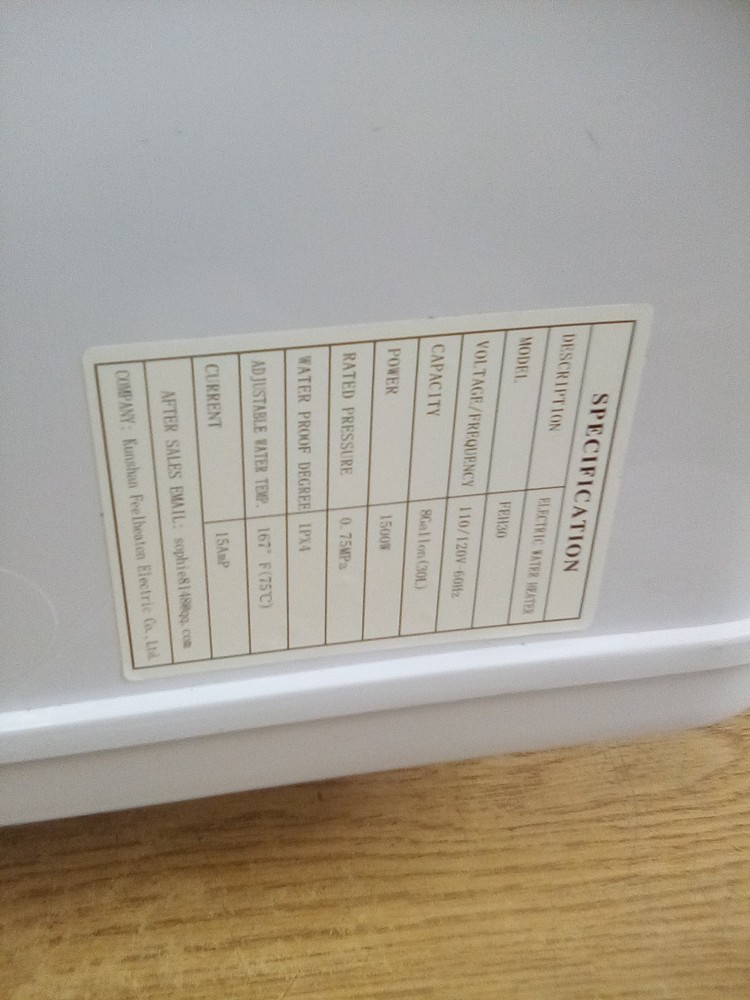 SPECIFICATION
DESCRIPTION ELECTRIC WATER HEATER
MODEL FEH30
VOLTAGE/FREQUENCY 110/120V-60Hz
CAPACITY 8Gallon(30L)
POWER 1500W
RATED PRESSURE 0.75MPa
WATER PROOF DEGREE IPX4
ADJUSTABLE WATER TEMP. 167° F(75℃)
CURRENT 15AmP
AFTER SALES EMAIL: sophie8148@qq.com
COMPANY: Kunshan Feelheaton Electric Co.,Ltd.